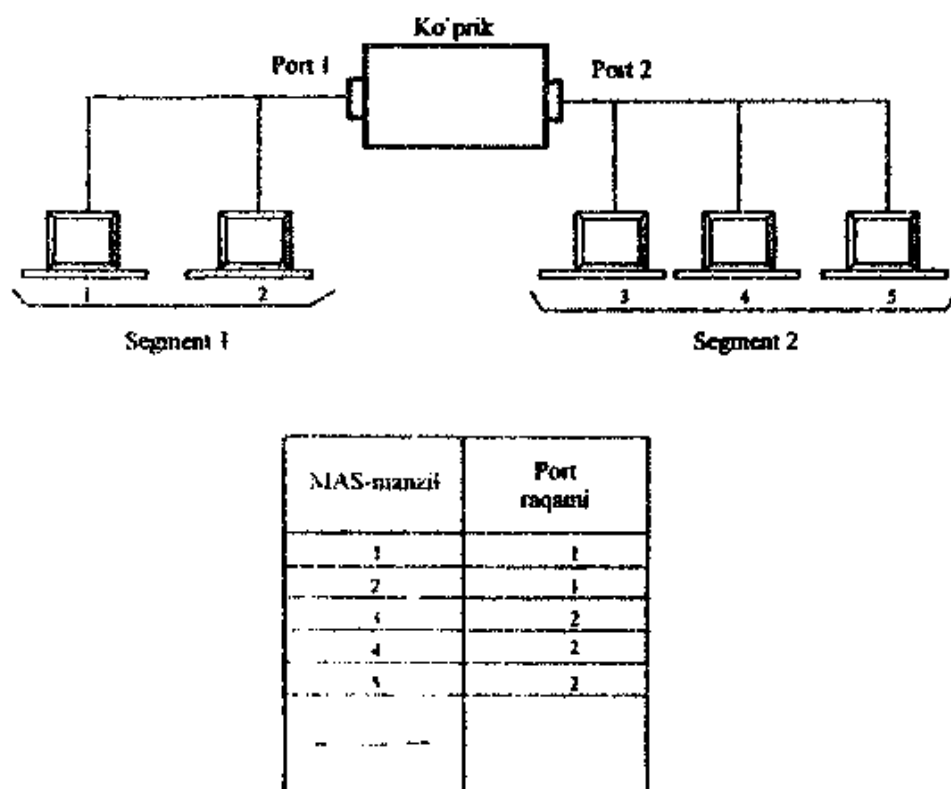 Ko`prik
Port 1
Port 2
1 2
3 4 5
Segment 1
Segment 2
MAS-manzil
Port
raqami
1 1
2 1
3 2
4 2
5 2